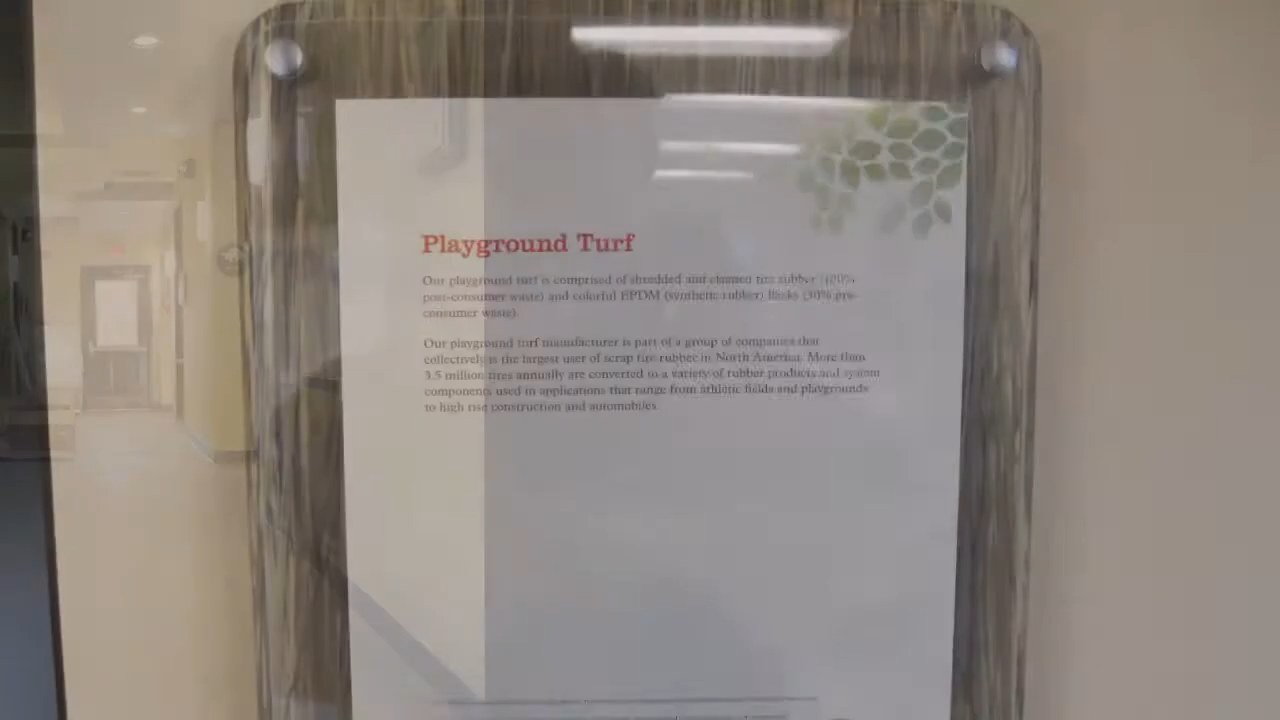 Playground Turf
Our playground turf is comprised of shredded and cleaned tire rubber (100%
post-consumer waste) and colorful EPDM (synthetic rubber) flecks (30% pre-
consumer waste).
Our playground turf manufacturer is part of a group of companies that
collectively is the largest user of scrap tire rubber in North America. More than
3.5 million tires annually are converted to a variety of rubber products and system
components used in applications that range from athletic fields and playgrounds
to high rise construction and automobiles.